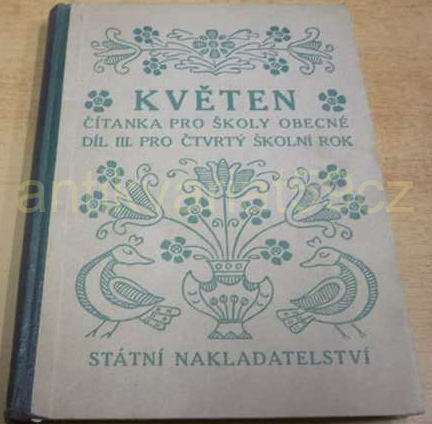 KVĚTEN
ČÍTANKA PRO ŠKOLY OBECNÉ
DÍL III. PRO ČTVRTÝ ŠKOLNÍ ROK
STÁTNÍ NAKLADATELSTVÍ